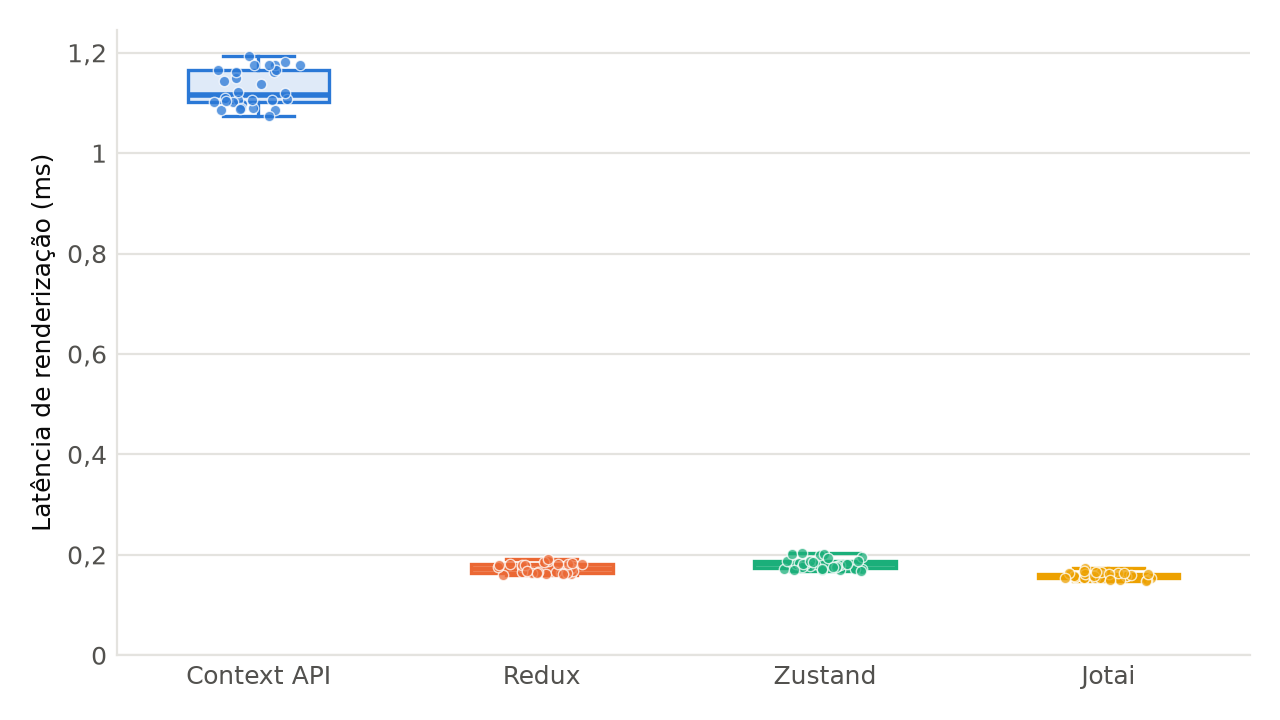 Latência de renderização (ms)
1,2
1
0,8
0,6
0,4
0,2
0
Context API
Redux
Zustand
Jotai